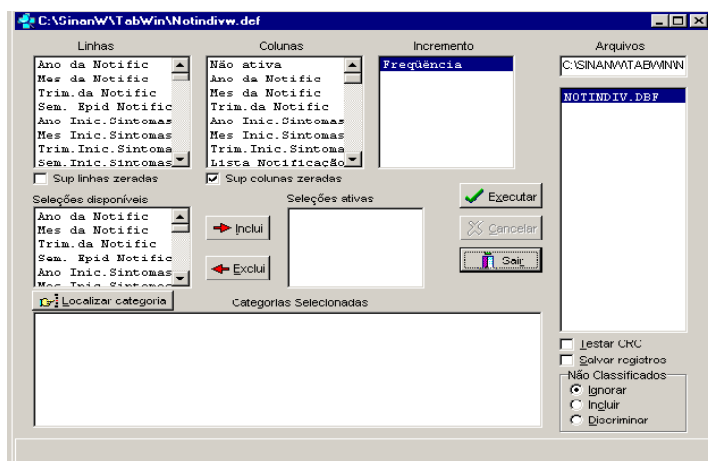 C:\SinanW\TabWin\Notindivw.def
Linhas
Ano da Notific
Mes da Notific
Trim.da Notific
Sem. Epid Notific
Ano Inic.Sintomas
Mes Inic.Sintomas
Trim.Inic.Sintomas
Sem.Inic.Sintomas
Sup linhas zeradas
Colunas
Não ativa
Ano da Notific
Mes da Notific
Trim.da Notific
Ano Inic.Sintomas
Mes Inic.Sintomas
Trim.Inic.Sintoma
Lista Notificação
Sup colunas zeradas
Incremento
Freqüência
Arquivos
C:\SINANW\TABWIN\N
NOTINDIV.DBF
Seleções disponíveis
Ano da Notific
Mes da Notific
Trim.da Notific
Sem. Epid Notific
Ano Inic.Sintomas
Mes Inic.Sintomas
Inclui
Exclui
Seleções ativas
Executar
Cancelar
Sair
Localizar categoria
Categorias Selecionadas
Testar CRC
Salvar registros
Não Classificados
Ignorar
Incluir
Discriminar